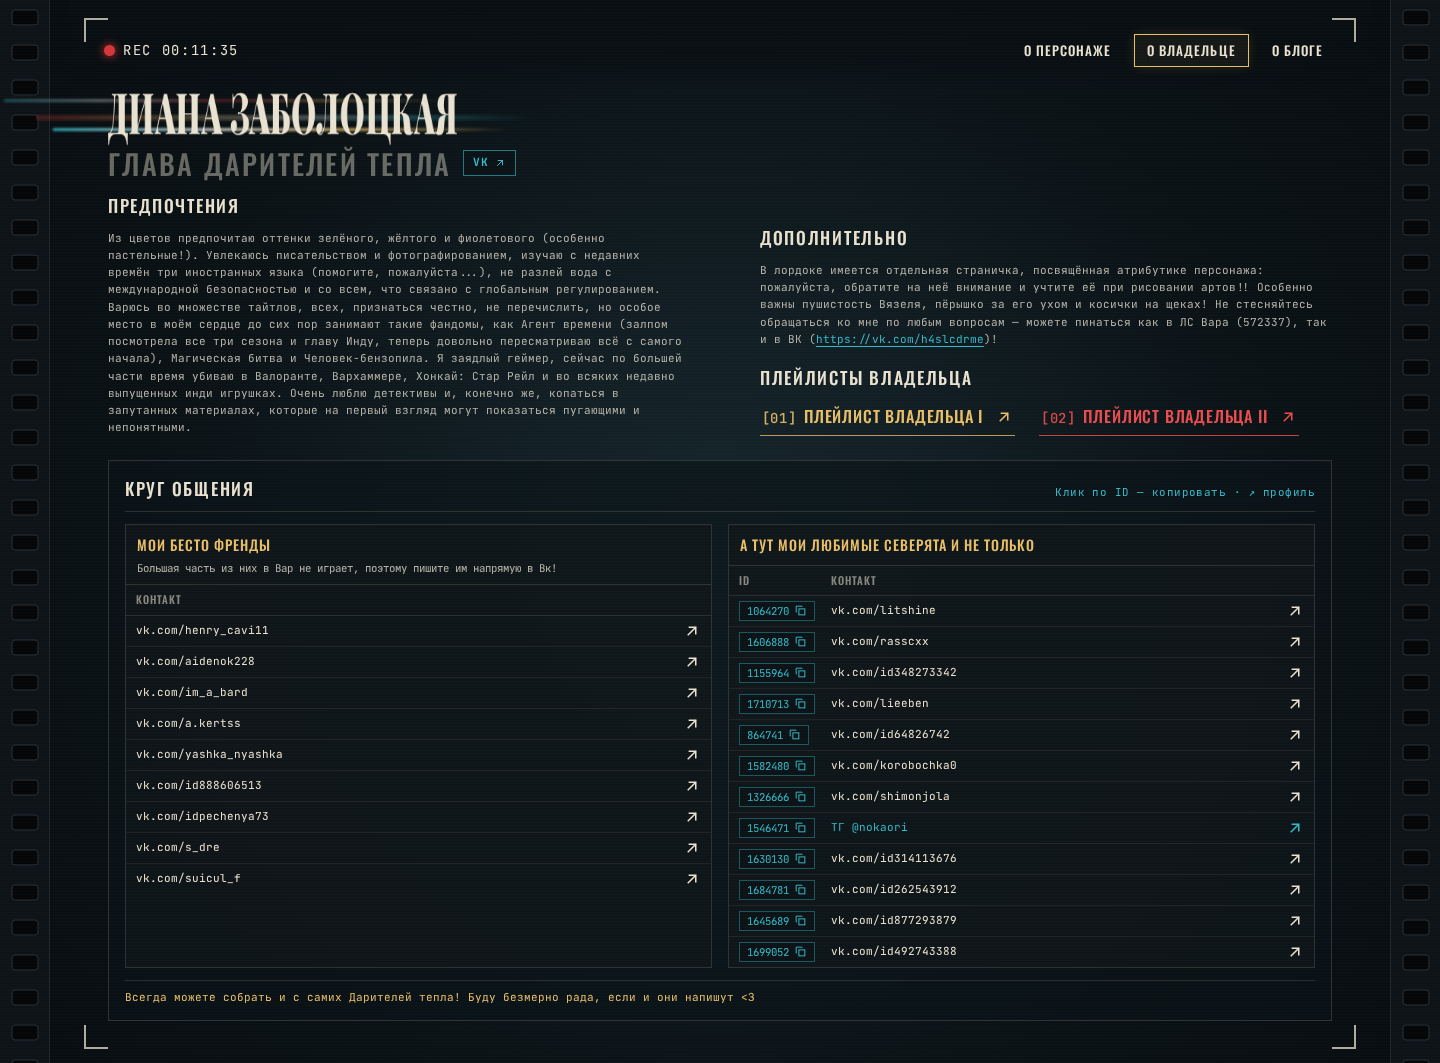 REC 00:11:35
О ПЕРСОНАЖЕ
О ВЛАДЕЛЬЦЕ
О БЛОГЕ
ДИАНА ЗАБОЛОЦКАЯ
ГЛАВА ДАРИТЕЛЕЙ ТЕПЛА
VK ↗
ПРЕДПОЧТЕНИЯ
Из цветов предпочитаю оттенки зелёного, жёлтого и фиолетового (особенно
пастельные!). Увлекаюсь писательством и фотографированием, изучаю с недавних
времён три иностранных языка (помогите, пожалуйста...), не разлей вода с
международной безопасностью и со всем, что связано с глобальным регулированием.
Варюсь во множестве тайтлов, всех, признаться честно, не перечислить, но особое
место в моём сердце до сих пор занимают такие фандомы, как Агент времени (залпом
посмотрела все три сезона и главу Инду, теперь довольно пересматриваю всё с самого
начала), Магическая битва и Человек-бензопила. Я заядлый геймер, сейчас по большей
части время убиваю в Валоранте, Вархаммере, Хонкай: Стар Рейл и во всяких недавно
выпущенных инди игрушках. Очень люблю детективы и, конечно же, копаться в
запутанных материалах, которые на первый взгляд могут показаться пугающими и
непонятными.
ДОПОЛНИТЕЛЬНО
В лордоке имеется отдельная страничка, посвящённая атрибутике персонажа:
пожалуйста, обратите на неё внимание и учтите её при рисовании артов!! Особенно
важны пушистость Вязеля, пёрышко за его ухом и косички на щеках! Не стесняйтесь
обращаться ко мне по любым вопросам — можете пинаться как в ЛС Вара (572337), так
и в ВК (https://vk.com/h4slcdrme)!
ПЛЕЙЛИСТЫ ВЛАДЕЛЬЦА
[01] ПЛЕЙЛИСТ ВЛАДЕЛЬЦА I ↗
[02] ПЛЕЙЛИСТ ВЛАДЕЛЬЦА II ↗
КРУГ ОБЩЕНИЯ
Клик по ID — копировать · ↗ профиль
МОИ БЕСТО ФРЕНДЫ
Большая часть из них в Вар не играет, поэтому пишите им напрямую в Вк!
КОНТАКТ
vk.com/henry_cavi11
vk.com/aidenok228
vk.com/im_a_bard
vk.com/a.kertss
vk.com/yashka_nyashka
vk.com/id888606513
vk.com/idpechenya73
vk.com/s_dre
vk.com/suicul_f
А ТУТ МОИ ЛЮБИМЫЕ СЕВЕРЯТА И НЕ ТОЛЬКО
ID КОНТАКТ
1064270 vk.com/litshine
1606888 vk.com/rasscxx
1155964 vk.com/id348273342
1710713 vk.com/lieeben
864741 vk.com/id64826742
1582480 vk.com/korobochka0
1326666 vk.com/shimonjola
1546471 ТГ @nokaori
1630130 vk.com/id314113676
1684781 vk.com/id262543912
1645689 vk.com/id877293879
1699052 vk.com/id492743388
Всегда можете собрать и с самих Дарителей тепла! Буду безмерно рада, если и они напишут <3